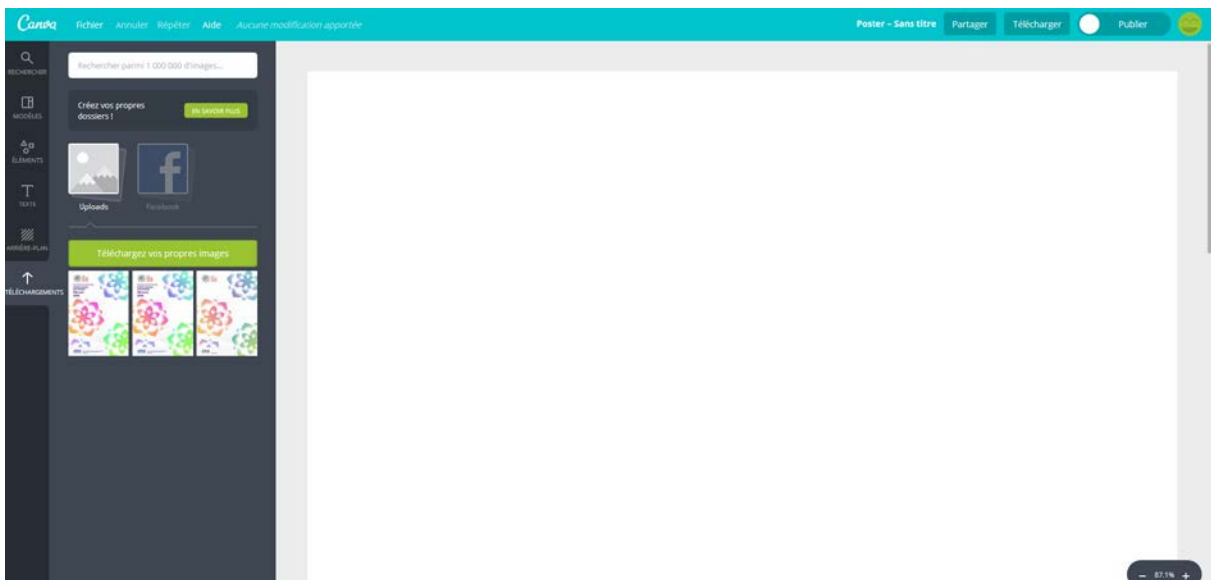 Canva Fichier Annuler Répéter Aide Aucune modification apportée Poster – Sans titre Partager Télécharger Publier
RECHERCHER
Rechercher parmi 1 000 000 d'images...
MODÈLES
Créez vos propres
dossiers !
EN SAVOIR PLUS
ÉLÉMENTS
TEXTE
Uploads Facebook
ARRIÈRE-PLAN
Téléchargez vos propres images
TÉLÉCHARGEMENTS
– 87.1% +